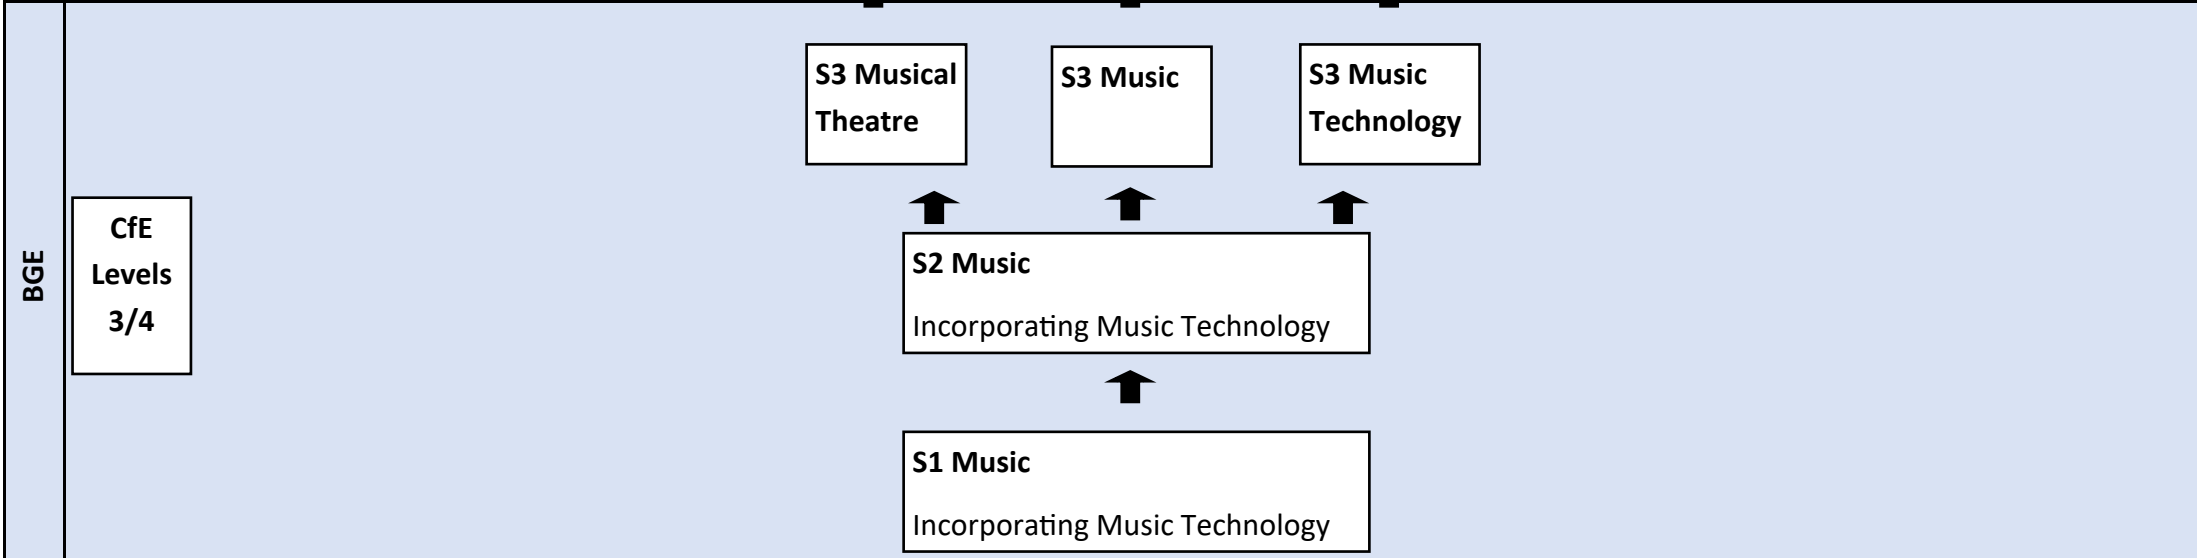 S3 Musical
Theatre
S3 Music
S3 Music
Technology
BGE
CfE
Levels
3/4
S2 Music
Incorporating Music Technology
S1 Music
Incorporating Music Technology